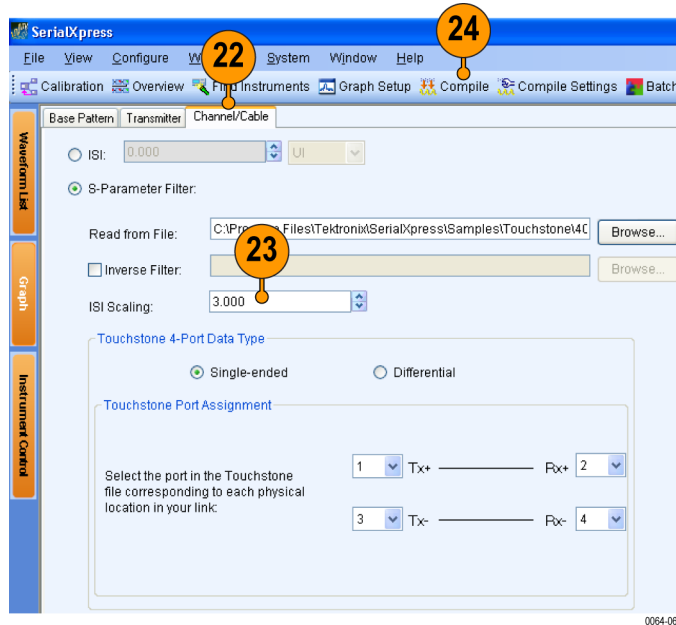 SerialXpress
24
File View Configure W 22 System Window Help
Calibration Overview Find Instruments Graph Setup Compile Compile Settings Batch
Base Pattern Transmitter Channel/Cable
Waveform List
Graph
Instrument Control
ISI: 0.000 UI
S-Parameter Filter:
Read from File: C:\Program Files\Tektronix\SerialXpress\Samples\Touchstone\4 Browse...
23
Inverse Filter: Browse...
ISI Scaling: 3.000
Touchstone 4-Port Data Type
Single-ended Differential
Touchstone Port Assignment
Select the port in the Touchstone
file corresponding to each physical
location in your link:
1 Tx+ Rx+ 2
3 Tx- Rx- 4
0064-06